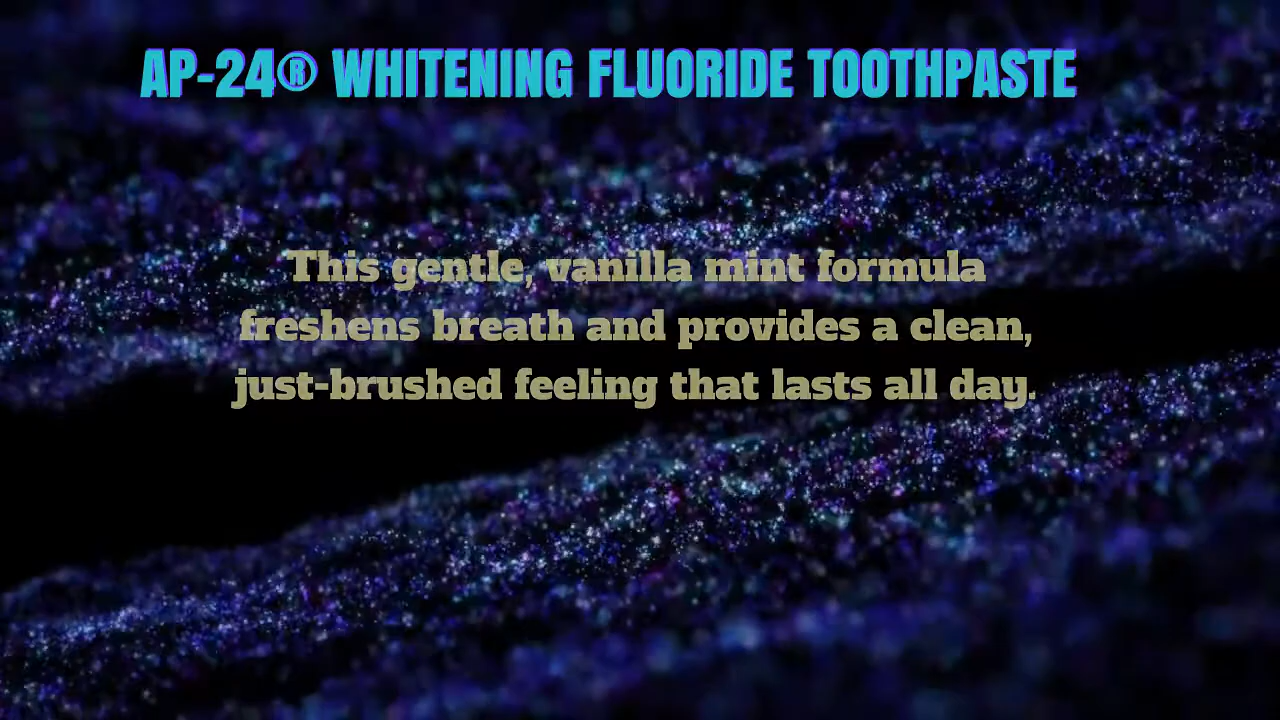 AP-24® WHITENING FLUORIDE TOOTHPASTE
This gentle, vanilla mint formula
freshens breath and provides a clean,
just-brushed feeling that lasts all day.